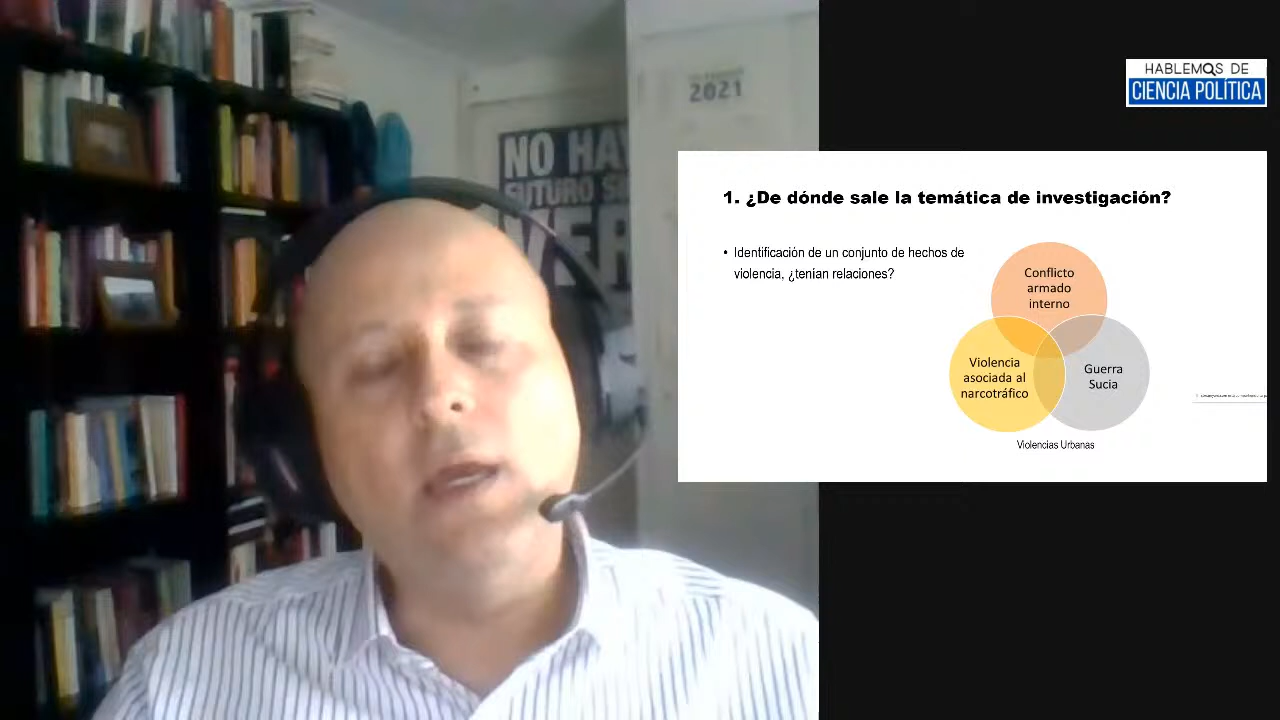 HABLEMOS DE
CIENCIA POLÍTICA
2021
NO HAY
FUTURO SI
VER
1. ¿De dónde sale la temática de investigación?
• Identificación de un conjunto de hechos de
violencia, ¿tenían relaciones?
Conflicto
armado
interno
Violencia
asociada al
narcotráfico
Guerra
Sucia
Violencias Urbanas